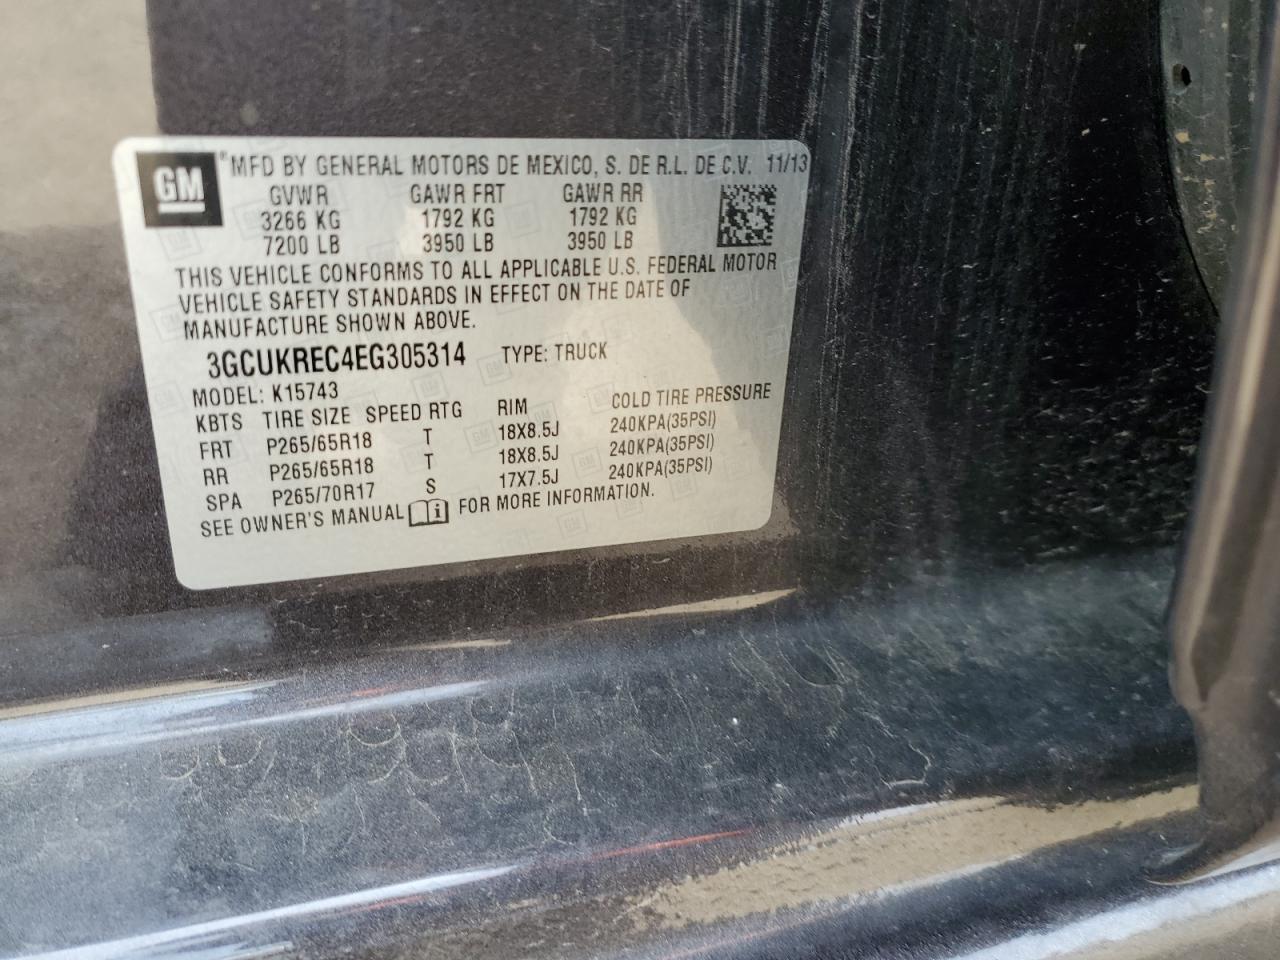 GM
®MFD BY GENERAL MOTORS DE MEXICO, S. DE R.L. DE C.V. 11/13
GVWR GAWR FRT GAWR RR
3266 KG 1792 KG 1792 KG
7200 LB 3950 LB 3950 LB
THIS VEHICLE CONFORMS TO ALL APPLICABLE U.S. FEDERAL MOTOR
VEHICLE SAFETY STANDARDS IN EFFECT ON THE DATE OF
MANUFACTURE SHOWN ABOVE.
3GCUKREC4EG305314 TYPE: TRUCK
MODEL: K15743
KBTS TIRE SIZE SPEED RTG RIM COLD TIRE PRESSURE
FRT P265/65R18 T 18X8.5J 240KPA(35PSI)
RR P265/65R18 T 18X8.5J 240KPA(35PSI)
SPA P265/70R17 S 17X7.5J 240KPA(35PSI)
SEE OWNER'S MANUAL i FOR MORE INFORMATION.